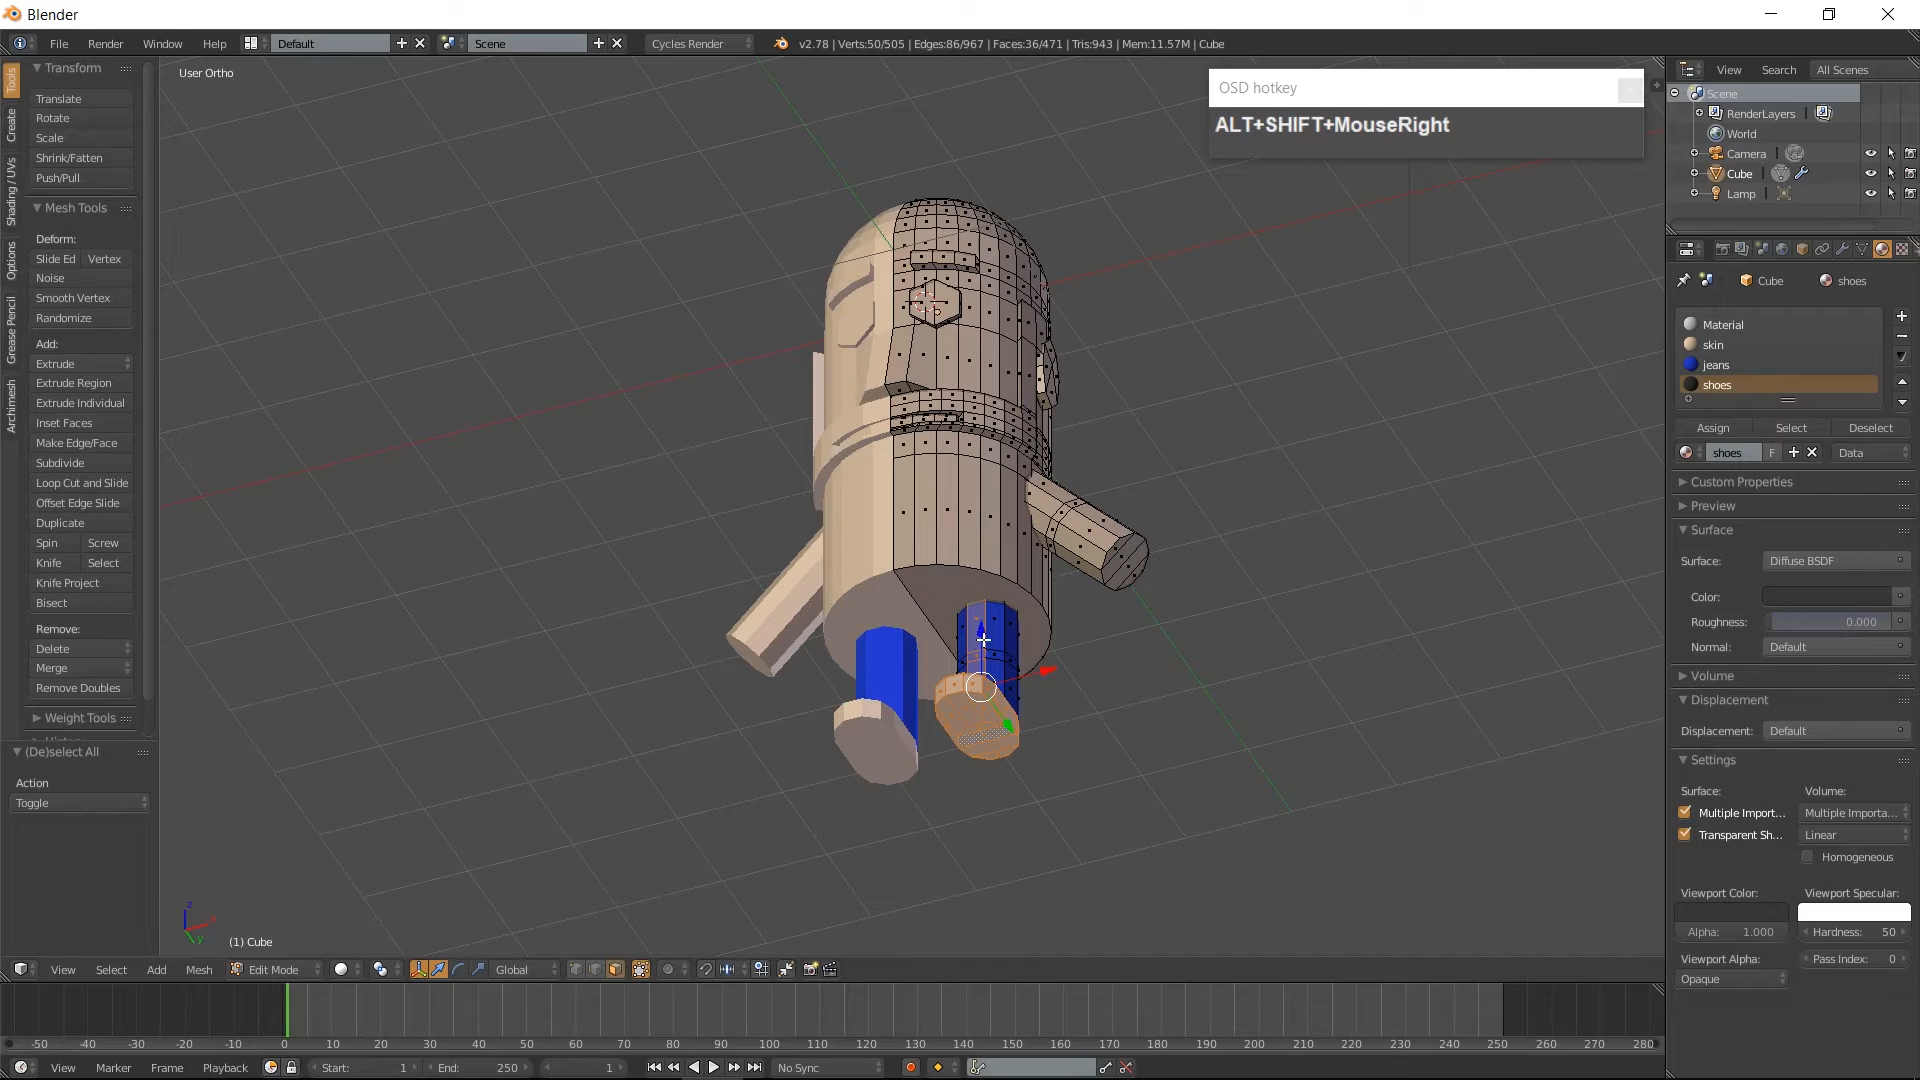 Blender
File Render Window Help Default Scene Cycles Render v2.78 | Verts:50/505 | Edges:86/967 | Faces:36/471 | Tris:943 | Mem:11.57M | Cube
Tools
Create
Shading / UVs
Options
Grease Pencil
Archimesh
Transform
Translate
Rotate
Scale
Shrink/Fatten
Push/Pull
Mesh Tools
Deform:
Slide Ed Vertex
Noise
Smooth Vertex
Randomize
Add:
Extrude
Extrude Region
Extrude Individual
Inset Faces
Make Edge/Face
Subdivide
Loop Cut and Slide
Offset Edge Slide
Duplicate
Spin Screw
Knife Select
Knife Project
Bisect
Remove:
Delete
Merge
Remove Doubles
Weight Tools
(De)select All
Action
Toggle
User Ortho
OSD hotkey
ALT+SHIFT+MouseRight
z
x
y
(1) Cube
View Select Add Mesh Edit Mode Global
-50 -40 -30 -20 -10 0 10 20 30 40 50 60 70 80 90 100 110 120 130 140 150 160 170 180 190 200 210 220 230 240 250 260 270 280
View Marker Frame Playback Start: 1 End: 250 1 No Sync
View Search All Scenes
Scene
RenderLayers
World
Camera
Cube
Lamp
Cube shoes
Material
skin
jeans
shoes
Assign Select Deselect
shoes F Data
Custom Properties
Preview
Surface
Surface: Diffuse BSDF
Color:
Roughness: 0.000
Normal: Default
Volume
Displacement
Displacement: Default
Settings
Surface: Volume:
Multiple Import... Multiple Importa...
Transparent Sh... Linear
Homogeneous
Viewport Color: Viewport Specular:
Alpha: 1.000 Hardness: 50
Viewport Alpha: Pass Index: 0
Opaque